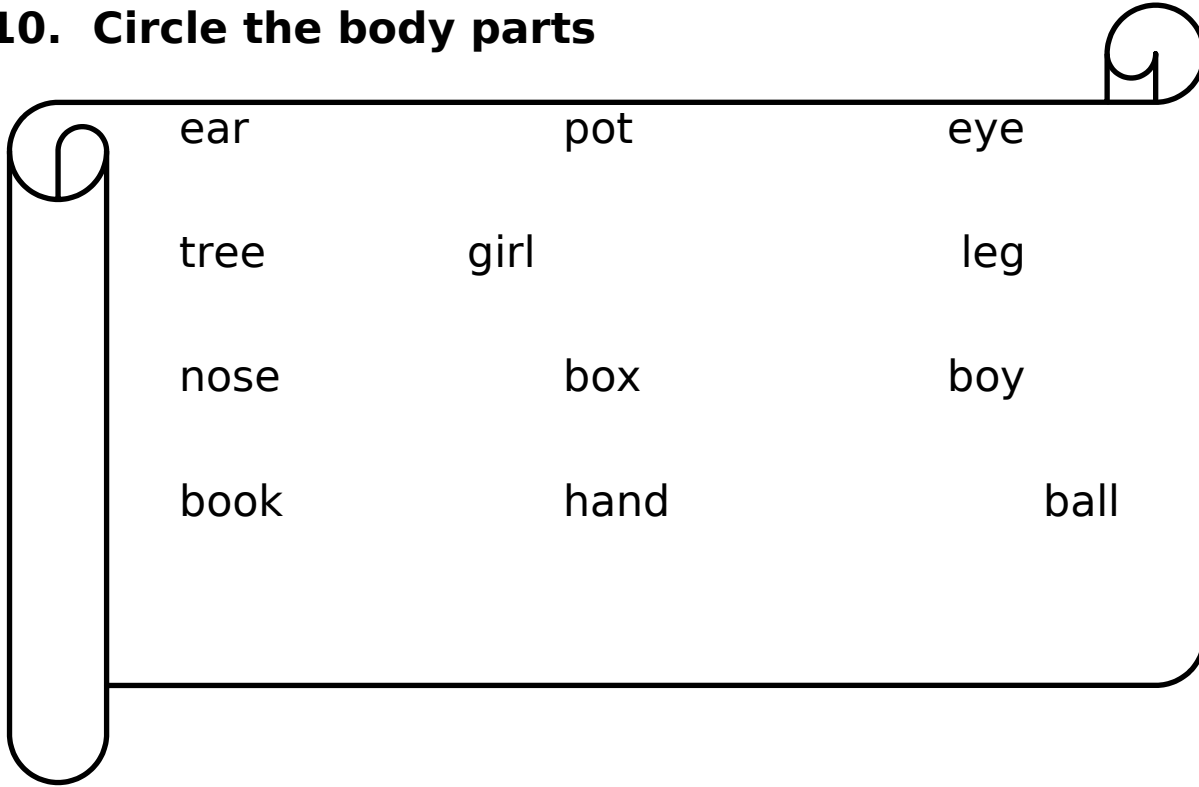 10. Circle the body parts
ear pot eye
tree girl leg
nose box boy
book hand ball